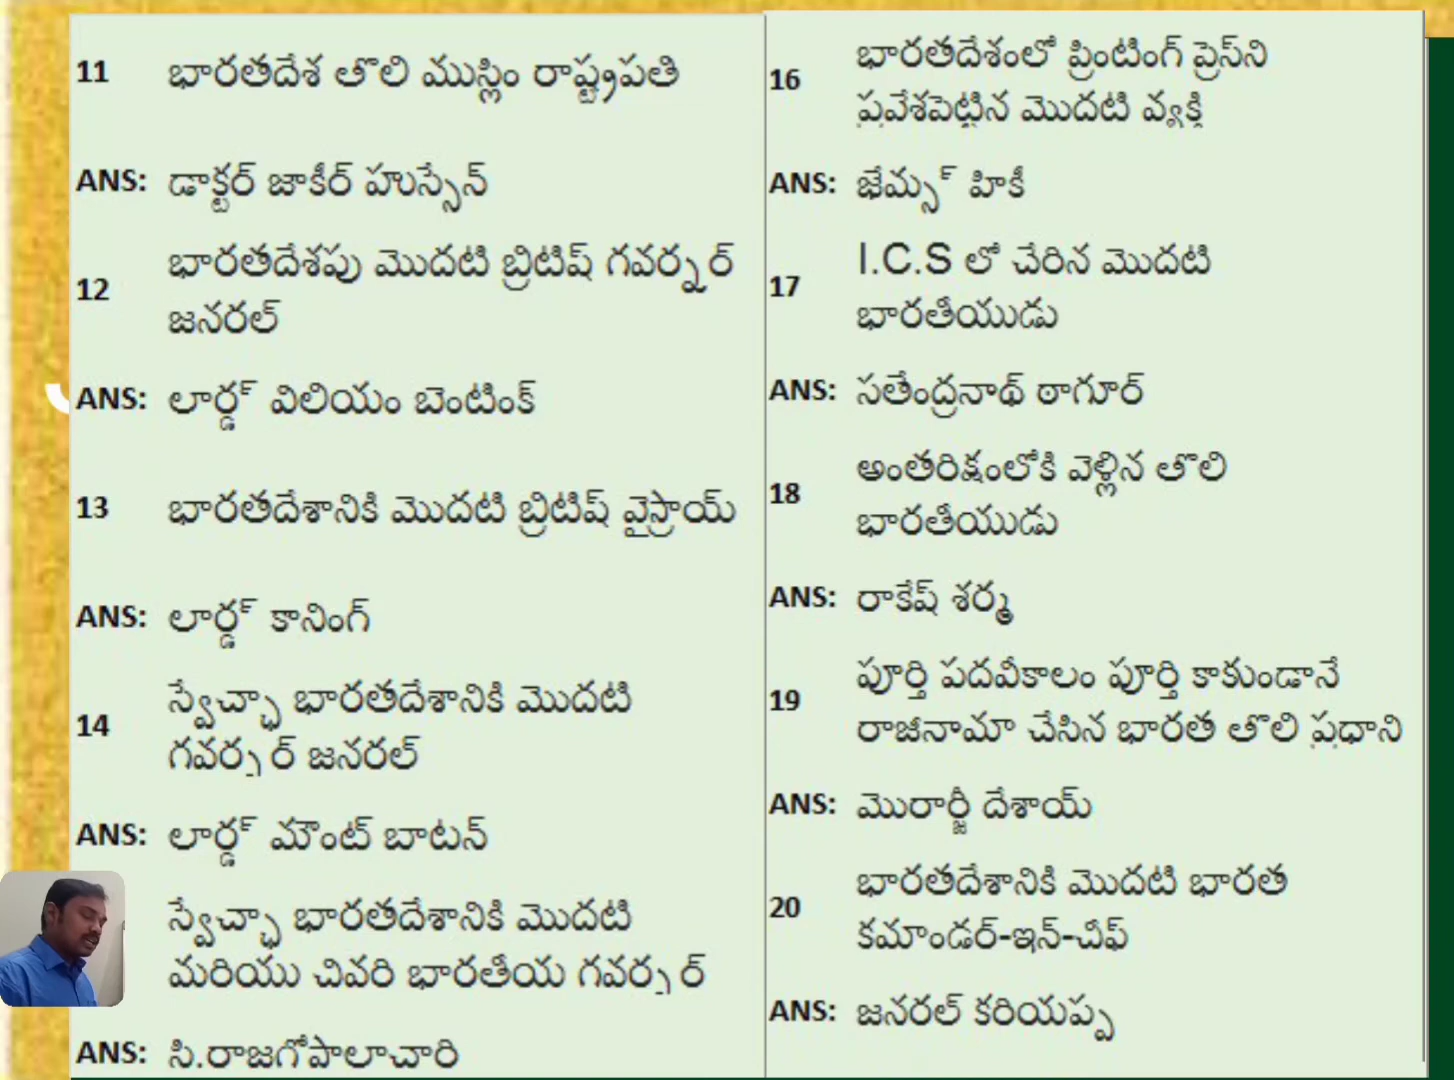 11 భారతదేశ తొలి ముస్లిం రాష్ట్రపతి
ANS: డాక్టర్ జాకీర్ హుస్సేన్
12 భారతదేశపు మొదటి బ్రిటిష్ గవర్నర్
జనరల్
ANS: లార్డ్ విలియం బెంటింక్
13 భారతదేశానికి మొదటి బ్రిటిష్ వైస్రాయ్
ANS: లార్డ్ కానింగ్
14 స్వేచ్ఛా భారతదేశానికి మొదటి
గవర్నర్ జనరల్
ANS: లార్డ్ మౌంట్ బాటన్
స్వేచ్ఛా భారతదేశానికి మొదటి
మరియు చివరి భారతీయ గవర్నర్
ANS: సి.రాజగోపాలాచారి
16 భారతదేశంలో ప్రింటింగ్ ప్రెస్‌ని
ప్రవేశపెట్టిన మొదటి వ్యక్తి
ANS: జేమ్స్ హికీ
17 I.C.S లో చేరిన మొదటి
భారతీయుడు
ANS: సతేంద్రనాథ్ ఠాగూర్
18 అంతరిక్షంలోకి వెళ్లిన తొలి
భారతీయుడు
ANS: రాకేష్ శర్మ
19 పూర్తి పదవీకాలం పూర్తి కాకుండానే
రాజీనామా చేసిన భారత తొలి ప్రధాని
ANS: మొరార్జీ దేశాయ్
20 భారతదేశానికి మొదటి భారత
కమాండర్-ఇన్-చీఫ్
ANS: జనరల్ కరియప్ప